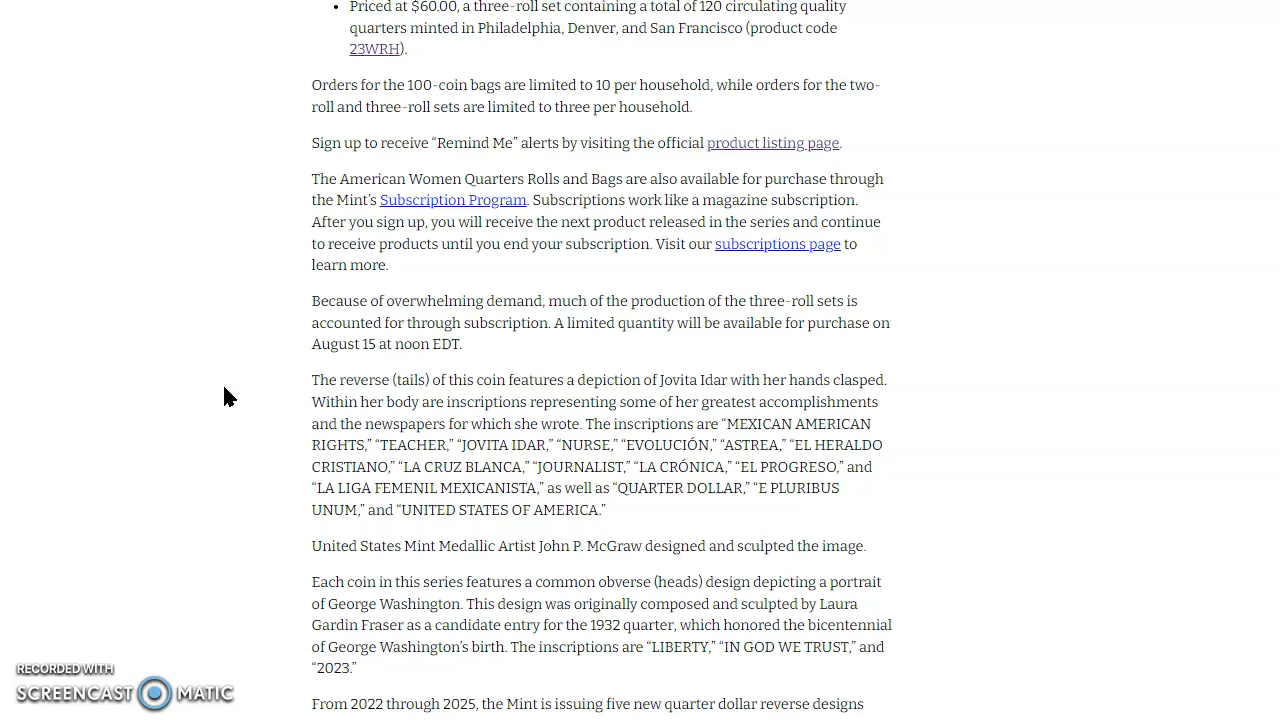 • Priced at $60.00, a three-roll set containing a total of 120 circulating quality
quarters minted in Philadelphia, Denver, and San Francisco (product code
23WRH).
Orders for the 100-coin bags are limited to 10 per household, while orders for the two-
roll and three-roll sets are limited to three per household.
Sign up to receive “Remind Me” alerts by visiting the official product listing page.
The American Women Quarters Rolls and Bags are also available for purchase through
the Mint’s Subscription Program. Subscriptions work like a magazine subscription.
After you sign up, you will receive the next product released in the series and continue
to receive products until you end your subscription. Visit our subscriptions page to
learn more.
Because of overwhelming demand, much of the production of the three-roll sets is
accounted for through subscription. A limited quantity will be available for purchase on
August 15 at noon EDT.
The reverse (tails) of this coin features a depiction of Jovita Idar with her hands clasped.
Within her body are inscriptions representing some of her greatest accomplishments
and the newspapers for which she wrote. The inscriptions are “MEXICAN AMERICAN
RIGHTS,” “TEACHER,” “JOVITA IDAR,” “NURSE,” “EVOLUCIÓN,” “ASTREA,” “EL HERALDO
CRISTIANO,” “LA CRUZ BLANCA,” “JOURNALIST,” “LA CRÓNICA,” “EL PROGRESO,” and
“LA LIGA FEMENIL MEXICANISTA,” as well as “QUARTER DOLLAR,” “E PLURIBUS
UNUM,” and “UNITED STATES OF AMERICA.”
United States Mint Medallic Artist John P. McGraw designed and sculpted the image.
Each coin in this series features a common obverse (heads) design depicting a portrait
of George Washington. This design was originally composed and sculpted by Laura
Gardin Fraser as a candidate entry for the 1932 quarter, which honored the bicentennial
of George Washington’s birth. The inscriptions are “LIBERTY,” “IN GOD WE TRUST,” and
“2023.”
From 2022 through 2025, the Mint is issuing five new quarter dollar reverse designs
RECORDED WITH
SCREENCAST MATIC